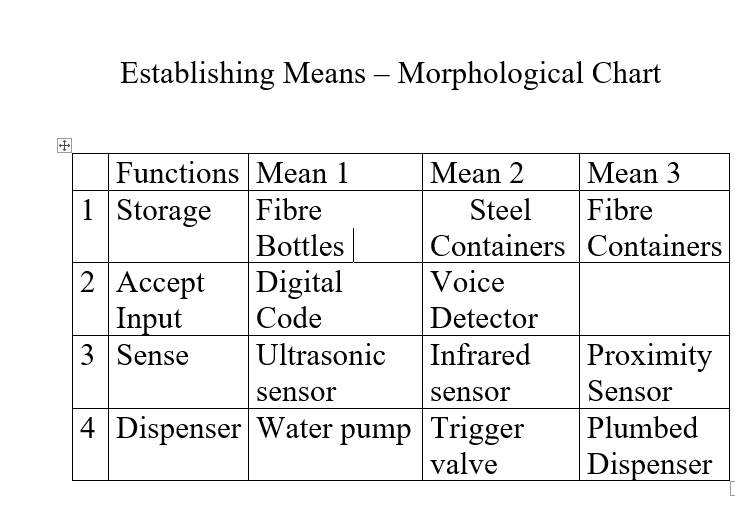 Establishing Means – Morphological Chart
Functions Mean 1 Mean 2 Mean 3
1 Storage Fibre Steel Fibre
Bottles Containers Containers
2 Accept Digital Voice
Input Code Detector
3 Sense Ultrasonic Infrared Proximity
sensor sensor Sensor
4 Dispenser Water pump Trigger Plumbed
valve Dispenser